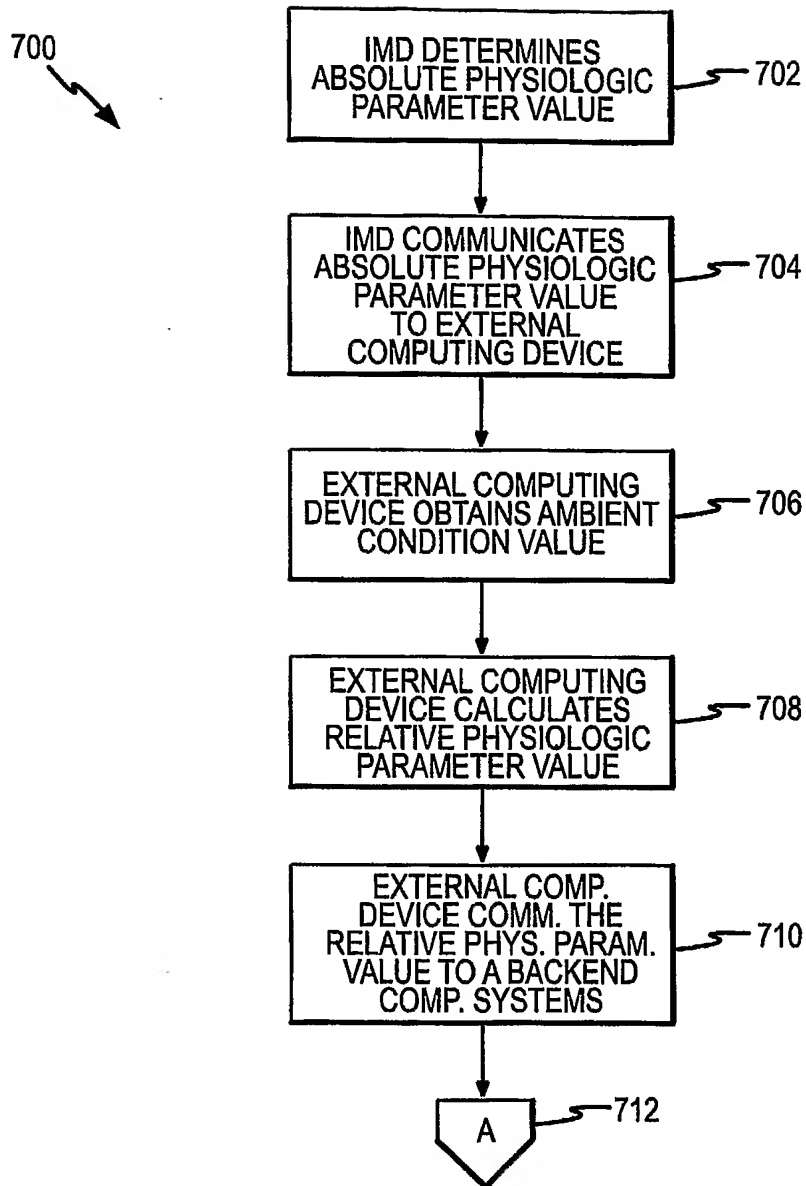 700
IMD DETERMINES
ABSOLUTE PHYSIOLOGIC
PARAMETER VALUE
702
IMD COMMUNICATES
ABSOLUTE PHYSIOLOGIC
PARAMETER VALUE
TO EXTERNAL
COMPUTING DEVICE
704
EXTERNAL COMPUTING
DEVICE OBTAINS AMBIENT
CONDITION VALUE
706
EXTERNAL COMPUTING
DEVICE CALCULATES
RELATIVE PHYSIOLOGIC
PARAMETER VALUE
708
EXTERNAL COMP.
DEVICE COMM. THE
RELATIVE PHYS. PARAM.
VALUE TO A BACKEND
COMP. SYSTEMS
710
A
712